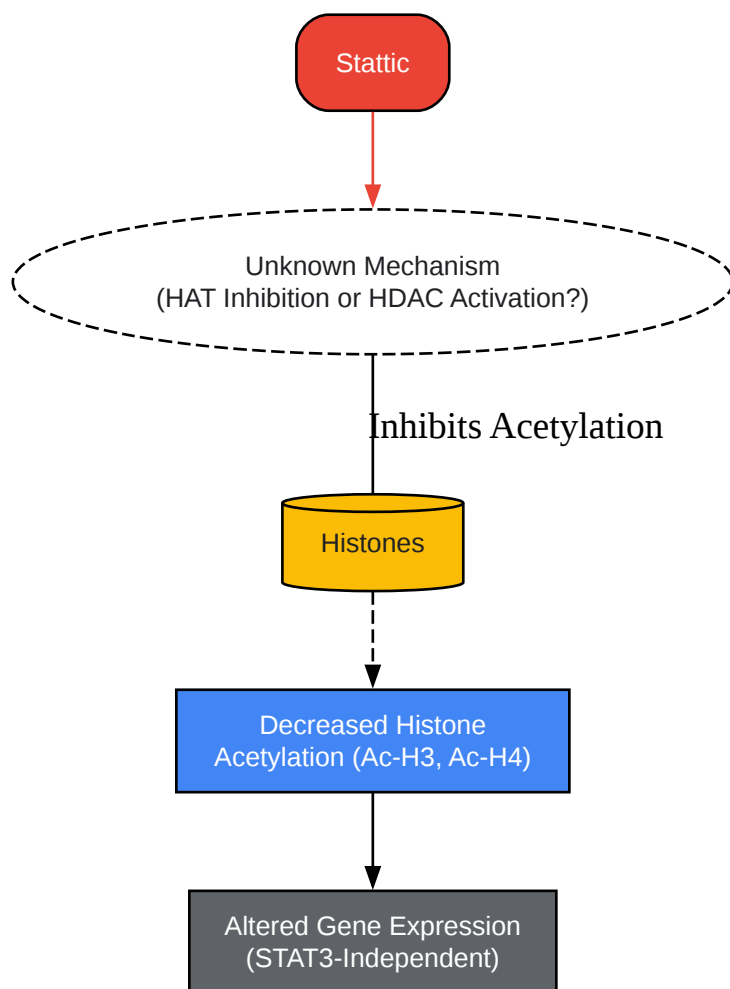 Stattic
Unknown Mechanism
(HAT Inhibition or HDAC Activation?)
Inhibits Acetylation
Histones
Decreased Histone
Acetylation (Ac-H3, Ac-H4)
Altered Gene Expression
(STAT3-Independent)